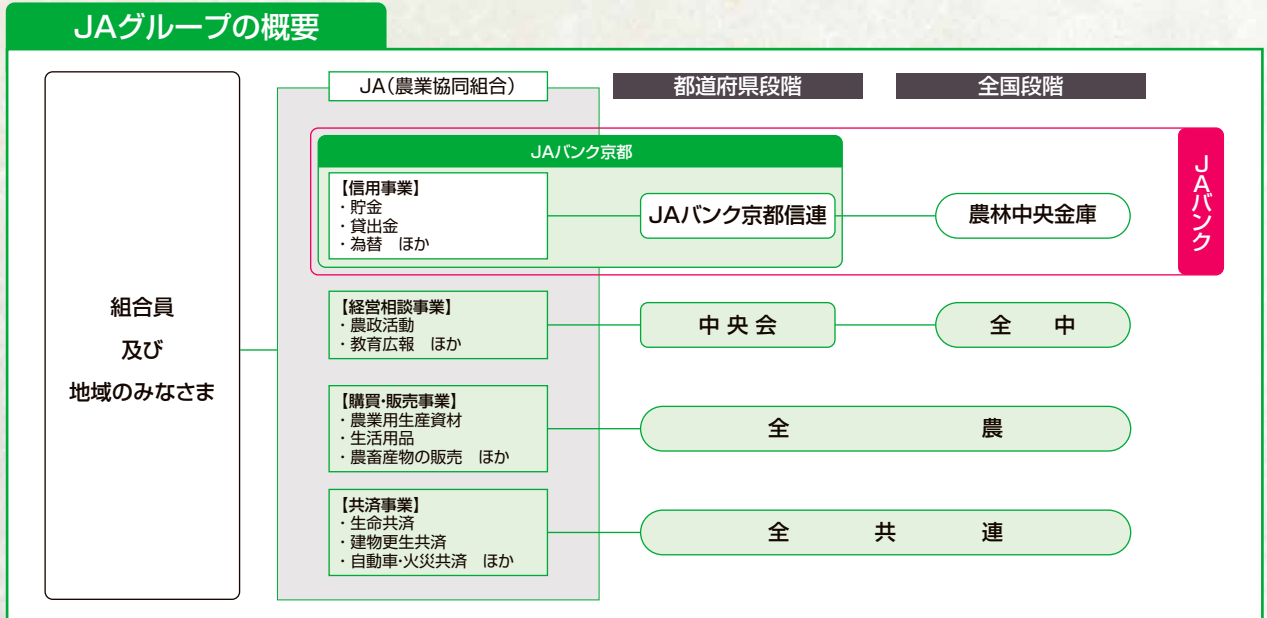 JAグループの概要
組合員
及び
地域のみなさま
JA(農業協同組合)
都道府県段階
全国段階
JAバンク
JAバンク京都
【信用事業】
・貯金
・貸出金
・為替　ほか
JAバンク京都信連
農林中央金庫
【経営相談事業】
・農政活動
・教育広報　ほか
中央会
全　中
【購買・販売事業】
・農業用生産資材
・生活用品
・農畜産物の販売　ほか
全　農
【共済事業】
・生命共済
・建物更生共済
・自動車・火災共済　ほか
全　共　連